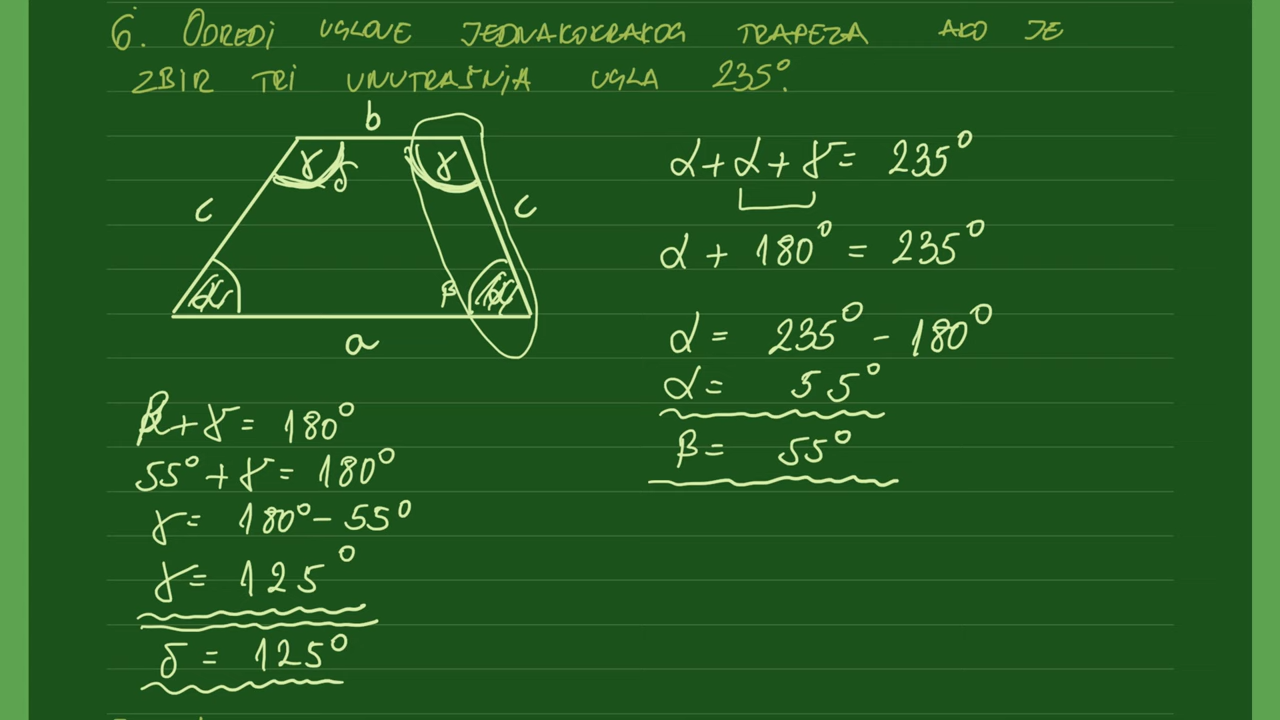 6. ODREDI UGLOVE JEDNAKOKRAKOG TRAPEZA AKO JE
ZBIR TRI UNUTRAŠNJA UGLA 235°.
b
γ δ γ
c c
α β α
a
α + α + γ = 235°
α + 180° = 235°
α = 235° - 180°
α = 55°
β = 55°
β + γ = 180°
55° + γ = 180°
γ = 180° - 55°
γ = 125°
δ = 125°